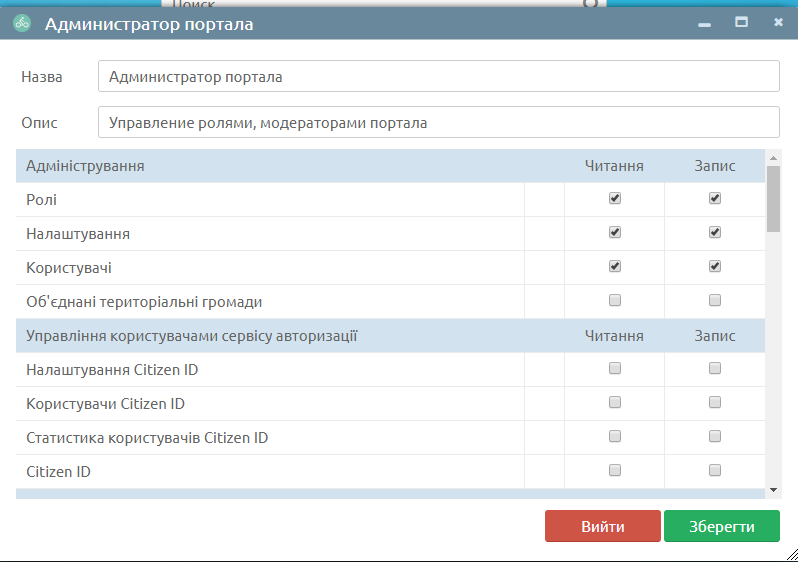 Поиск
Администратор портала
Назва Администратор портала
Опис Управление ролями, модераторами портала
Адміністрування Читання Запис
Ролі
Налаштування
Користувачі
Об'єднані територіальні громади
Управління користувачами сервісу авторизації Читання Запис
Налаштування Citizen ID
Користувачи Citizen ID
Статистика користувачів Citizen ID
Citizen ID
Вийти Зберегти